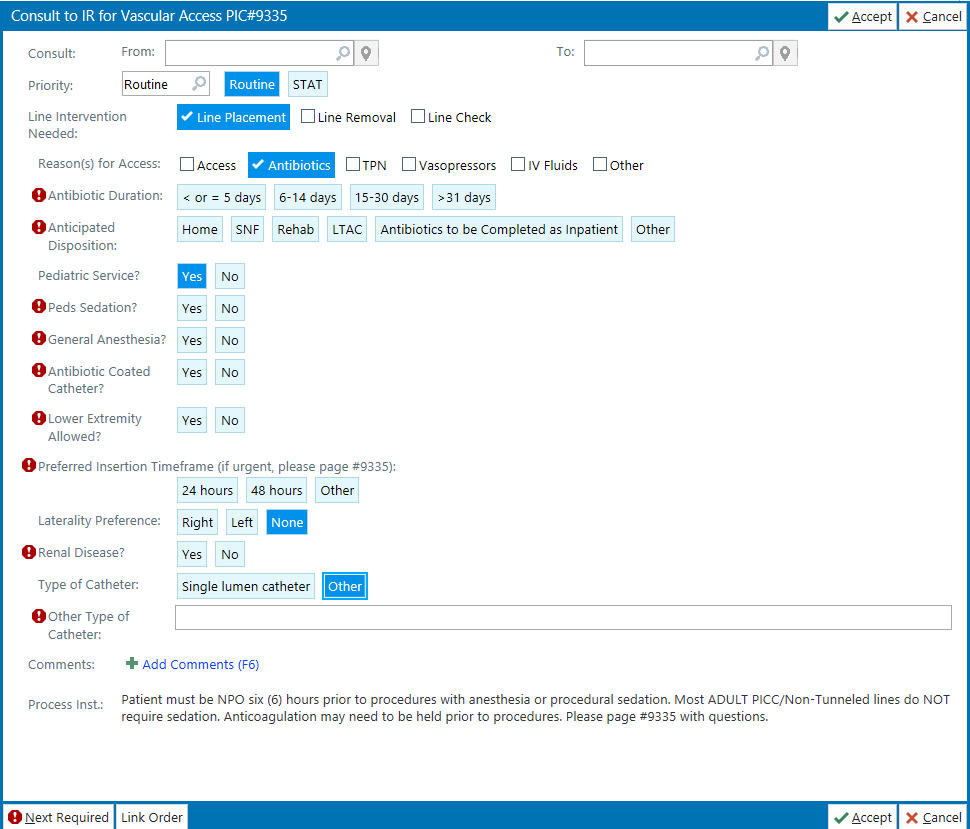 Consult to IR for Vascular Access PIC#9335
Accept Cancel
Consult: From: To:
Priority: Routine Routine STAT
Line Intervention
Needed:
Line Placement Line Removal Line Check
Reason(s) for Access: Access Antibiotics TPN Vasopressors IV Fluids Other
Antibiotic Duration: < or = 5 days 6-14 days 15-30 days >31 days
Anticipated
Disposition:
Home SNF Rehab LTAC Antibiotics to be Completed as Inpatient Other
Pediatric Service? Yes No
Peds Sedation? Yes No
General Anesthesia? Yes No
Antibiotic Coated
Catheter?
Yes No
Lower Extremity
Allowed?
Yes No
Preferred Insertion Timeframe (if urgent, please page #9335):
24 hours 48 hours Other
Laterality Preference: Right Left None
Renal Disease? Yes No
Type of Catheter: Single lumen catheter Other
Other Type of
Catheter:
Comments: Add Comments (F6)
Process Inst.: Patient must be NPO six (6) hours prior to procedures with anesthesia or procedural sedation. Most ADULT PICC/Non-Tunneled lines do NOT
require sedation. Anticoagulation may need to be held prior to procedures. Please page #9335 with questions.
Next Required Link Order Accept Cancel